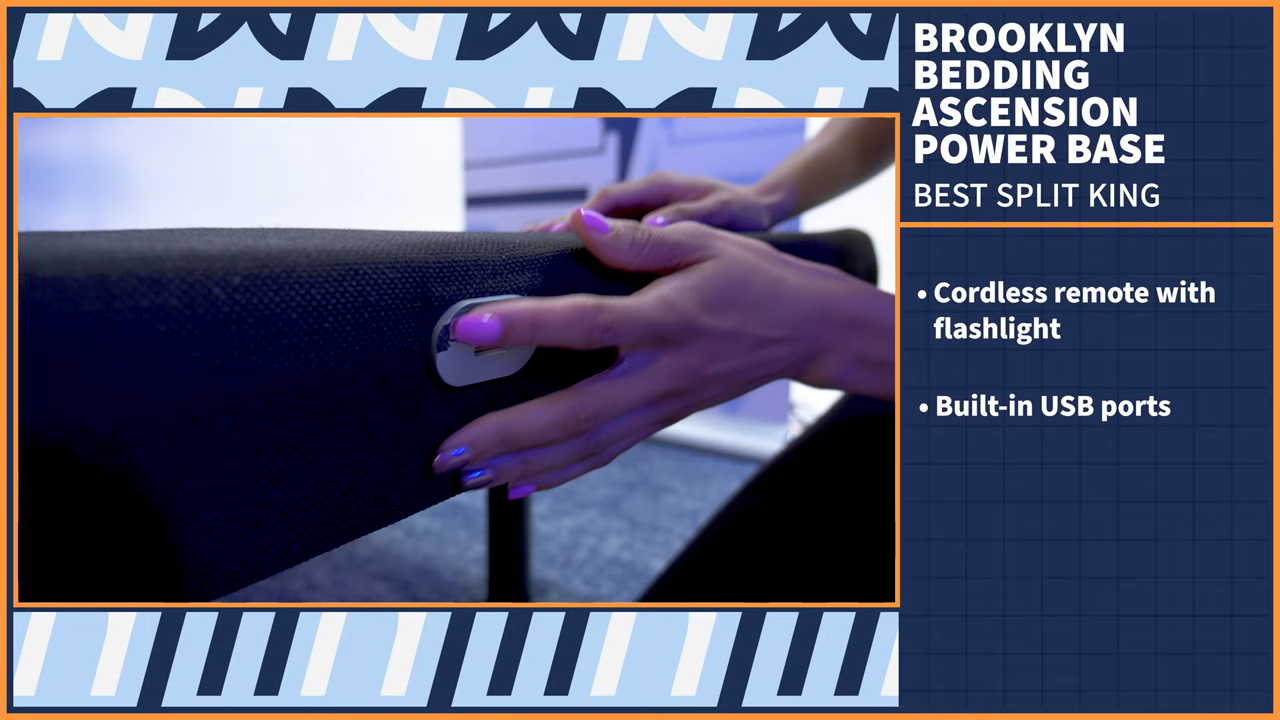 BROOKLYN
BEDDING
ASCENSION
POWER BASE
BEST SPLIT KING
• Cordless remote with
flashlight
• Built-in USB ports